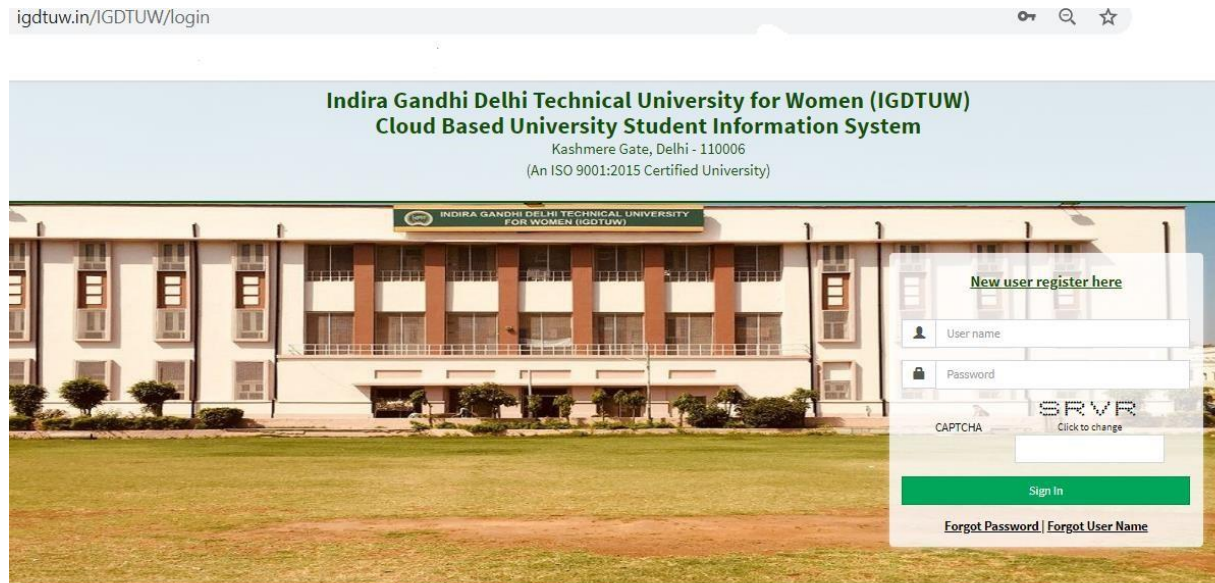 igdtuw.in/IGDTUW/login
Indira Gandhi Delhi Technical University for Women (IGDTUW)
Cloud Based University Student Information System
Kashmere Gate, Delhi - 110006
(An ISO 9001:2015 Certified University)
INDIRA GANDHI DELHI TECHNICAL UNIVERSITY
FOR WOMEN (IGDTUW)
New user register here
User name
Password
SRVR
CAPTCHA Click to change
Sign In
Forgot Password | Forgot User Name